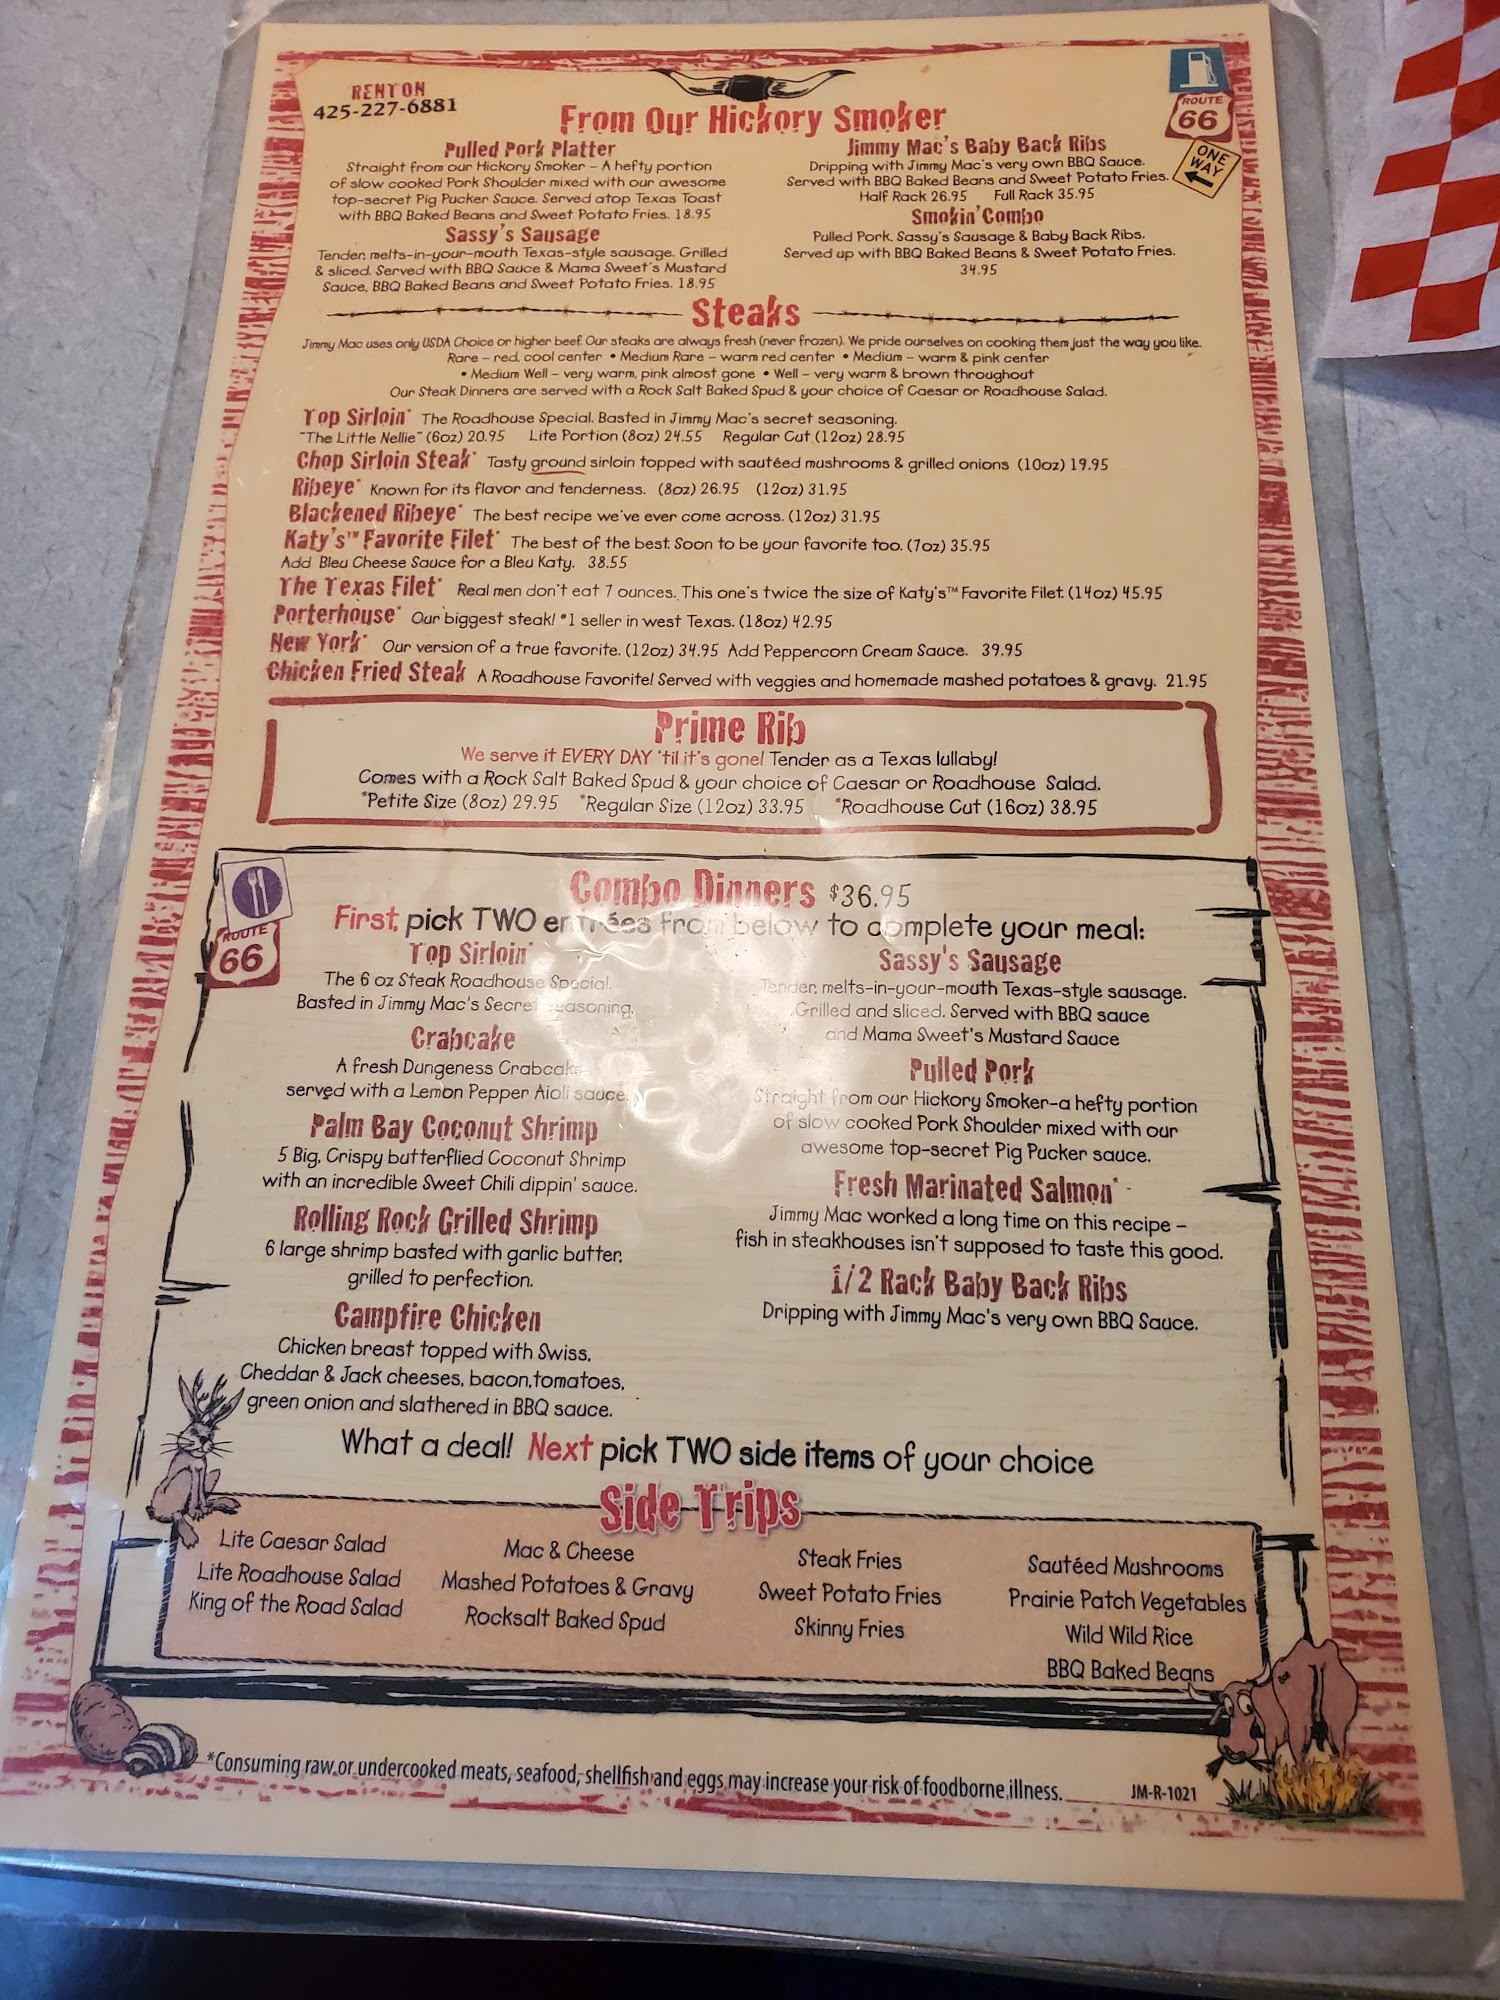 RENTON
425-227-6881
ROUTE
66
ONE
WAY
From Our Hickory Smoker
Pulled Pork Platter
Straight from our Hickory Smoker – A hefty portion
of slow cooked Pork Shoulder mixed with our awesome
top-secret Pig Pucker Sauce. Served atop Texas Toast
with BBQ Baked Beans and Sweet Potato Fries. 18.95
Sassy's Sausage
Tender, melts-in-your-mouth Texas-style sausage. Grilled
& sliced. Served with BBQ Sauce & Mama Sweet's Mustard
Sauce, BBQ Baked Beans and Sweet Potato Fries. 18.95
Jimmy Mac's Baby Back Ribs
Dripping with Jimmy Mac's very own BBQ Sauce.
Served with BBQ Baked Beans and Sweet Potato Fries.
Half Rack 26.95 Full Rack 35.95
Smokin' Combo
Pulled Pork, Sassy's Sausage & Baby Back Ribs.
Served up with BBQ Baked Beans & Sweet Potato Fries.
34.95
Steaks
Jimmy Mac uses only USDA Choice or higher beef. Our steaks are always fresh (never frozen). We pride ourselves on cooking them just the way you like.
Rare – red, cool center • Medium Rare – warm red center • Medium – warm & pink center
• Medium Well – very warm, pink almost gone • Well – very warm & brown throughout
Our Steak Dinners are served with a Rock Salt Baked Spud & your choice of Caesar or Roadhouse Salad.
Top Sirloin* The Roadhouse Special. Basted in Jimmy Mac's secret seasoning.
"The Little Nellie" (6oz) 20.95 Lite Portion (8oz) 24.55 Regular Cut (12oz) 28.95
Chop Sirloin Steak* Tasty ground sirloin topped with sautéed mushrooms & grilled onions (10oz) 19.95
Ribeye* Known for its flavor and tenderness. (8oz) 26.95 (12oz) 31.95
Blackened Ribeye* The best recipe we've ever come across. (12oz) 31.95
Katy's™ Favorite Filet* The best of the best. Soon to be your favorite too. (7oz) 35.95
Add Bleu Cheese Sauce for a Bleu Katy. 38.55
The Texas Filet* Real men don't eat 7 ounces. This one's twice the size of Katy's™ Favorite Filet. (14oz) 45.95
Porterhouse* Our biggest steak! #1 seller in west Texas. (18oz) 42.95
New York* Our version of a true favorite. (12oz) 34.95 Add Peppercorn Cream Sauce. 39.95
Chicken Fried Steak A Roadhouse Favorite! Served with veggies and homemade mashed potatoes & gravy. 21.95
Prime Rib
We serve it EVERY DAY 'til it's gone! Tender as a Texas lullaby!
Comes with a Rock Salt Baked Spud & your choice of Caesar or Roadhouse Salad.
*Petite Size (8oz) 29.95 *Regular Size (12oz) 33.95 *Roadhouse Cut (16oz) 38.95
ROUTE
66
Combo Dinners $36.95
First, pick TWO entrées from below to complete your meal:
Top Sirloin*
The 6 oz Steak Roadhouse Special.
Basted in Jimmy Mac's Secret Seasoning.
Crabcake
A fresh Dungeness Crabcake
served with a Lemon Pepper Aioli sauce.
Palm Bay Coconut Shrimp
5 Big, Crispy butterflied Coconut Shrimp
with an incredible Sweet Chili dippin' sauce.
Rolling Rock Grilled Shrimp
6 large shrimp basted with garlic butter,
grilled to perfection.
Campfire Chicken
Chicken breast topped with Swiss,
Cheddar & Jack cheeses, bacon,tomatoes,
green onion and slathered in BBQ sauce.
Sassy's Sausage
Tender, melts-in-your-mouth Texas-style sausage.
Grilled and sliced. Served with BBQ sauce
and Mama Sweet's Mustard Sauce
Pulled Pork
Straight from our Hickory Smoker–a hefty portion
of slow cooked Pork Shoulder mixed with our
awesome top-secret Pig Pucker sauce.
Fresh Marinated Salmon*
Jimmy Mac worked a long time on this recipe –
fish in steakhouses isn't supposed to taste this good.
1/2 Rack Baby Back Ribs
Dripping with Jimmy Mac's very own BBQ Sauce.
What a deal! Next pick TWO side items of your choice
Side Trips
Lite Caesar Salad
Lite Roadhouse Salad
King of the Road Salad
Mac & Cheese
Mashed Potatoes & Gravy
Rocksalt Baked Spud
Steak Fries
Sweet Potato Fries
Skinny Fries
Sautéed Mushrooms
Prairie Patch Vegetables
Wild Wild Rice
BBQ Baked Beans
*Consuming raw or undercooked meats, seafood, shellfish and eggs may increase your risk of foodborne illness.
JM-R-1021